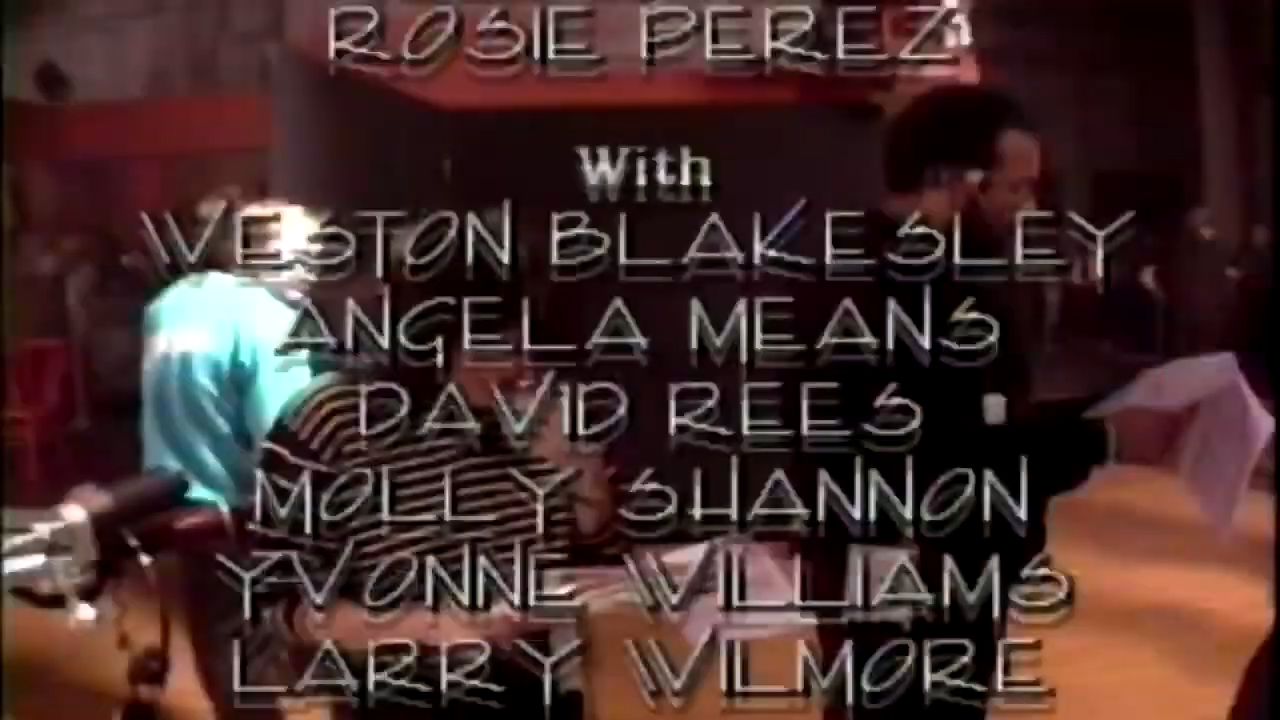 ROSIE PEREZ
With
WESTON BLAKESLEY
ANGELA MEANS
DAVID REES
MOLLY SHANNON
YVONNE WILLIAMS
LARRY WILMORE